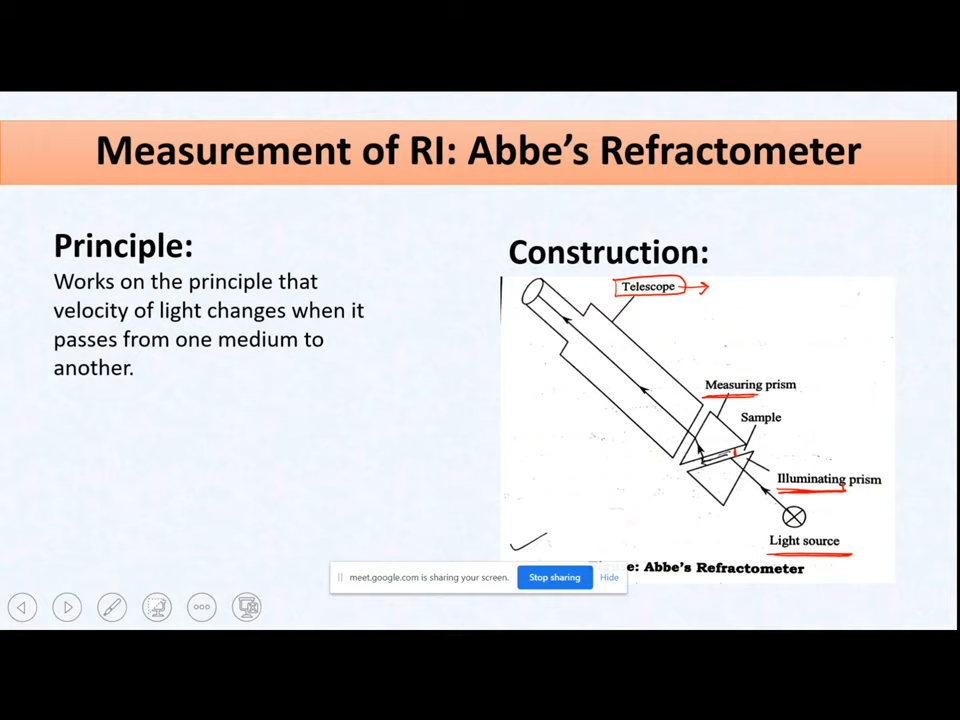 Measurement of RI: Abbe's Refractometer
Principle:
Works on the principle that
velocity of light changes when it
passes from one medium to
another.
Construction:
Telescope
Measuring prism
Sample
Illuminating prism
Light source
: Abbe's Refractometer
meet.google.com is sharing your screen.
Stop sharing
Hide